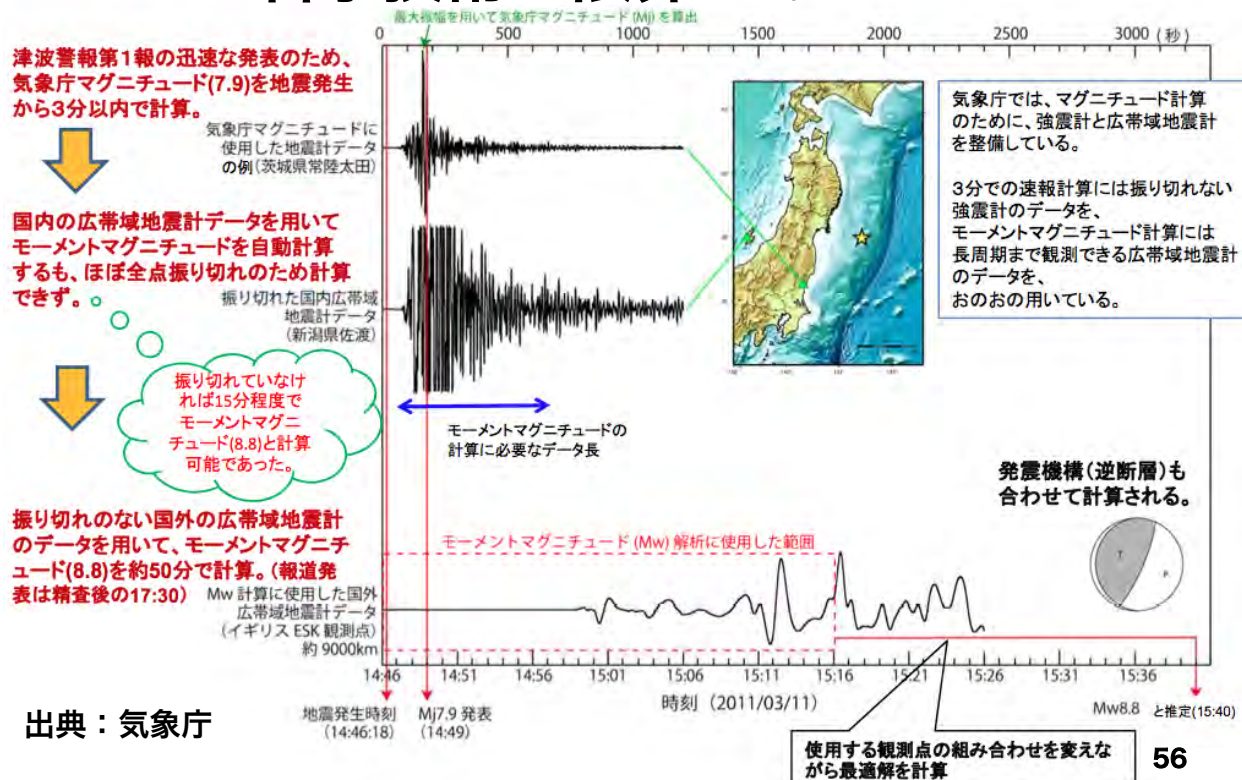 最大振幅を用いて気象庁マグニチュード(Mj)を算出
0
500
1000
1500
2000
2500
3000(秒)
津波警報第1報の迅速な発表のため、
気象庁マグニチュード(7.9)を地震発生
から3分以内で計算。
気象庁マグニチュードに
使用した地震計データ
の例(茨城県常陸太田)
国内の広帯域地震計データを用いて
モーメントマグニチュードを自動計算
するも、ほぼ全点振り切れのため計算
できず。
振り切れた国内広帯域
地震計データ
(新潟県佐渡)
振り切れていなけ
れば15分程度で
モーメントマグニ
チュード(8.8)と計算
可能であった。
モーメントマグニチュードの
計算に必要なデータ長
気象庁では、マグニチュード計算
のために、強震計と広帯域地震計
を整備している。
3分での速報計算には振り切れない
強震計のデータを、
モーメントマグニチュード計算には
長周期まで観測できる広帯域地震計
のデータを、
おのおの用いている。
発震機構(逆断層)も
合わせて計算される。
T
P
振り切れのない国外の広帯域地震計
のデータを用いて、モーメントマグニチ
ュード(8.8)を約50分で計算。(報道発
表は精査後の17:30)
モーメントマグニチュード(Mw)解析に使用した範囲
Mw計算に使用した国外
広帯域地震計データ
(イギリス ESK 観測点)
約 9000km
14:46
14:51
14:56
15:01
15:06
15:11
15:16
15:21
15:26
15:31
15:36
時刻(2011/03/11)
地震発生時刻
(14:46:18)
Mj7.9 発表
(14:49)
Mw8.8 と推定(15:40)
使用する観測点の組み合わせを変えな
がら最適解を計算
出典:気象庁
56